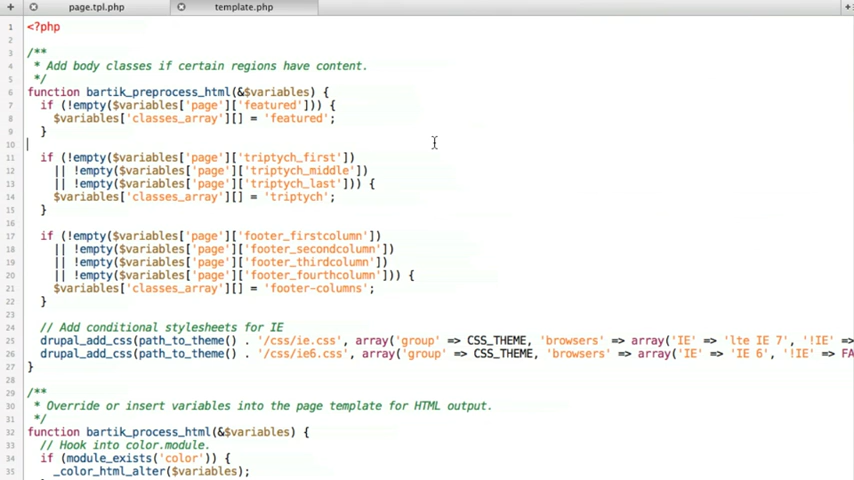 + page.tpl.php template.php +
1 <?php
2
3 /**
4 * Add body classes if certain regions have content.
5 */
6 function bartik_preprocess_html(&$variables) {
7 if (!empty($variables['page']['featured'])) {
8 $variables['classes_array'][] = 'featured';
9 }
10
11 if (!empty($variables['page']['triptych_first'])
12 || !empty($variables['page']['triptych_middle'])
13 || !empty($variables['page']['triptych_last'])) {
14 $variables['classes_array'][] = 'triptych';
15 }
16
17 if (!empty($variables['page']['footer_firstcolumn'])
18 || !empty($variables['page']['footer_secondcolumn'])
19 || !empty($variables['page']['footer_thirdcolumn'])
20 || !empty($variables['page']['footer_fourthcolumn'])) {
21 $variables['classes_array'][] = 'footer-columns';
22 }
23
24 // Add conditional stylesheets for IE
25 drupal_add_css(path_to_theme() . '/css/ie.css', array('group' => CSS_THEME, 'browsers' => array('IE' => 'lte IE 7', '!IE' =
26 drupal_add_css(path_to_theme() . '/css/ie6.css', array('group' => CSS_THEME, 'browsers' => array('IE' => 'IE 6', '!IE' => FA
27 }
28
29 /**
30 * Override or insert variables into the page template for HTML output.
31 */
32 function bartik_process_html(&$variables) {
33 // Hook into color.module.
34 if (module_exists('color')) {
35 _color_html_alter($variables);